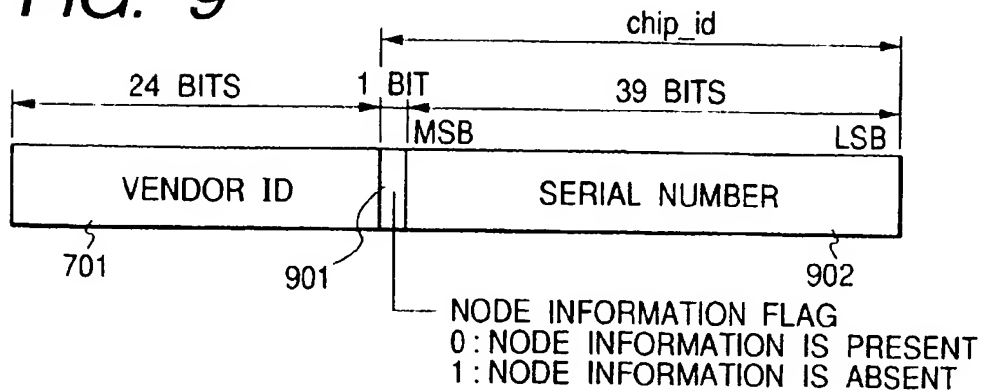 FIG. 9
chip_id
24 BITS
1 BIT
39 BITS
MSB
LSB
VENDOR ID
SERIAL NUMBER
701
901
902
NODE INFORMATION FLAG
0: NODE INFORMATION IS PRESENT
1: NODE INFORMATION IS ABSENT